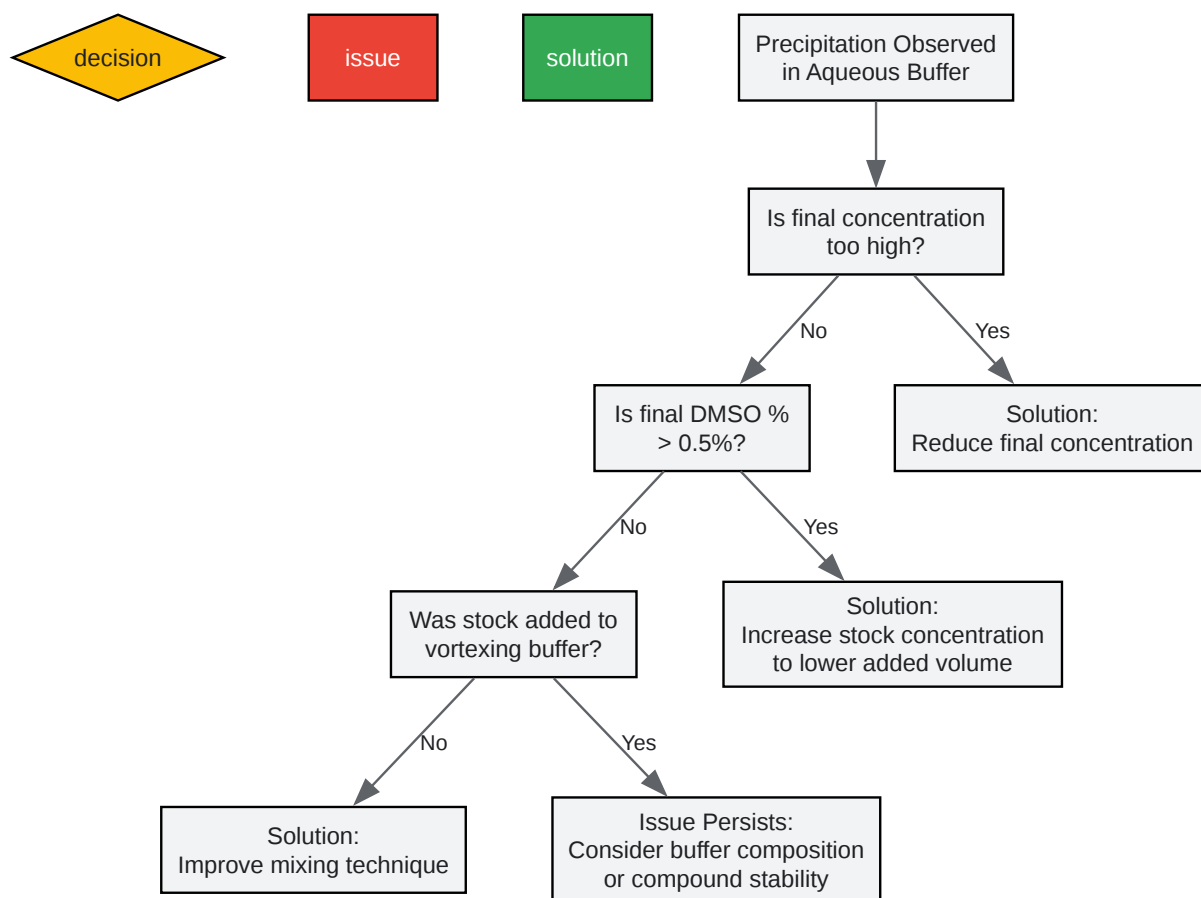 decision
issue
solution
Precipitation Observed
in Aqueous Buffer
Is final concentration
too high?
No
Yes
Is final DMSO %
> 0.5%?
Solution:
Reduce final concentration
No
Yes
Was stock added to
vortexing buffer?
Solution:
Increase stock concentration
to lower added volume
No
Yes
Solution:
Improve mixing technique
Issue Persists:
Consider buffer composition
or compound stability